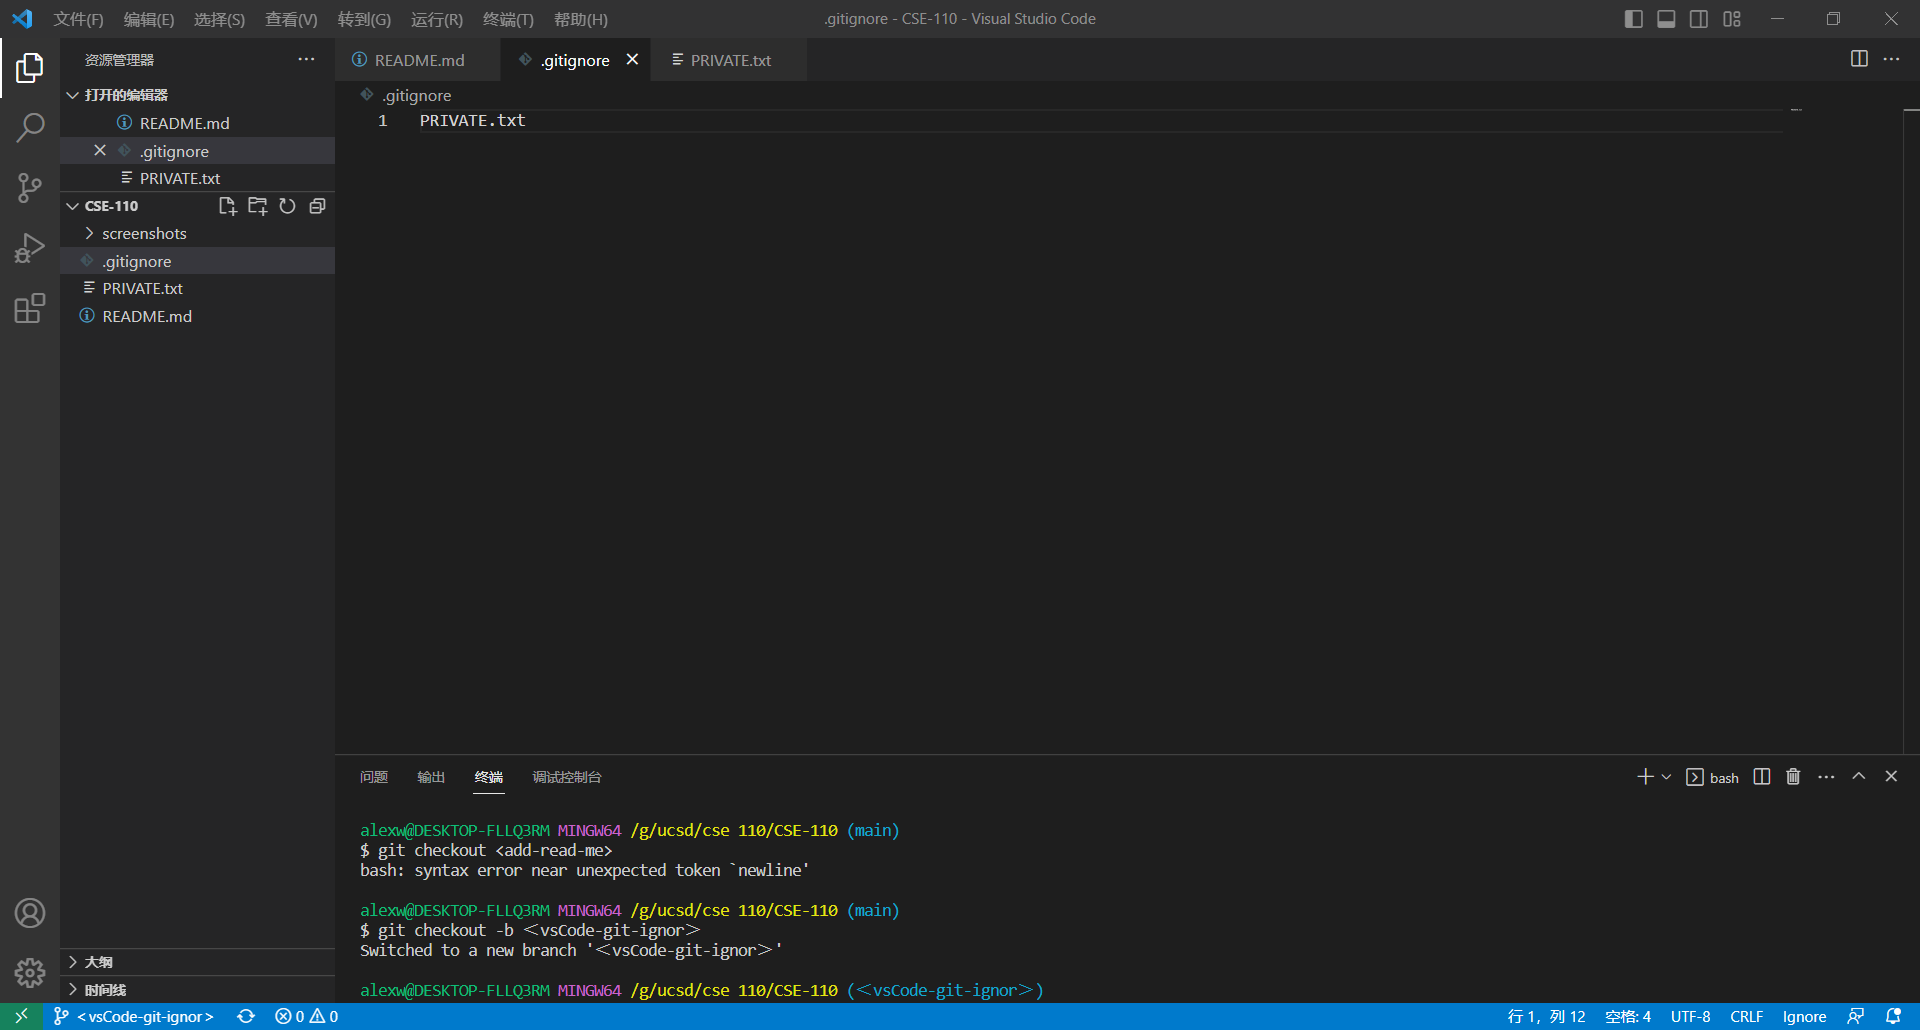 文件(F) 编辑(E) 选择(S) 查看(V) 转到(G) 运行(R) 终端(T) 帮助(H) .gitignore - CSE-110 - Visual Studio Code
资源管理器
打开的编辑器
README.md
.gitignore
PRIVATE.txt
CSE-110
screenshots
.gitignore
PRIVATE.txt
README.md
大纲
时间线
README.md .gitignore PRIVATE.txt
.gitignore
1 PRIVATE.txt
问题 输出 终端 调试控制台 bash
alexw@DESKTOP-FLLQ3RM MINGW64 /g/ucsd/cse 110/CSE-110 (main)
$ git checkout <add-read-me>
bash: syntax error near unexpected token `newline'
alexw@DESKTOP-FLLQ3RM MINGW64 /g/ucsd/cse 110/CSE-110 (main)
$ git checkout -b ＜vsCode-git-ignor＞
Switched to a new branch '＜vsCode-git-ignor＞'
alexw@DESKTOP-FLLQ3RM MINGW64 /g/ucsd/cse 110/CSE-110 (＜vsCode-git-ignor＞)
＜vsCode-git-ignor＞ 0 0 行 1，列 12 空格: 4 UTF-8 CRLF Ignore